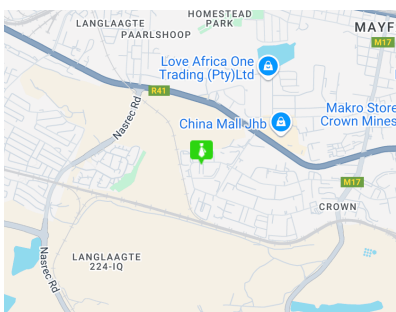 HOMESTEAD
PARK
LANGLAAGTE
PAARLSHOOP
MAYF
M17
Love Africa One
Trading (Pty)Ltd
R41
Nasrec Rd
Makro Store
Crown Mines
China Mall Jhb
M17
CROWN
LANGLAAGTE
224-IQ
Nasrec Rd